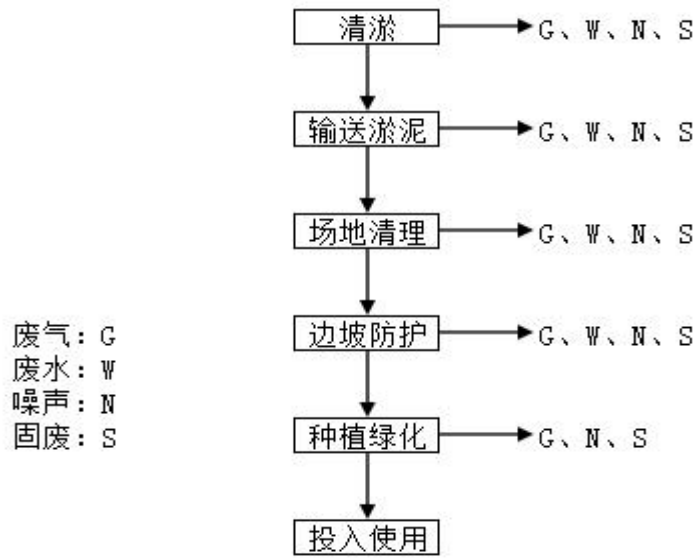 清淤
G、W、N、S
输送淤泥
G、W、N、S
场地清理
G、W、N、S
边坡防护
G、W、N、S
种植绿化
G、N、S
投入使用
废气：G
废水：W
噪声：N
固废：S